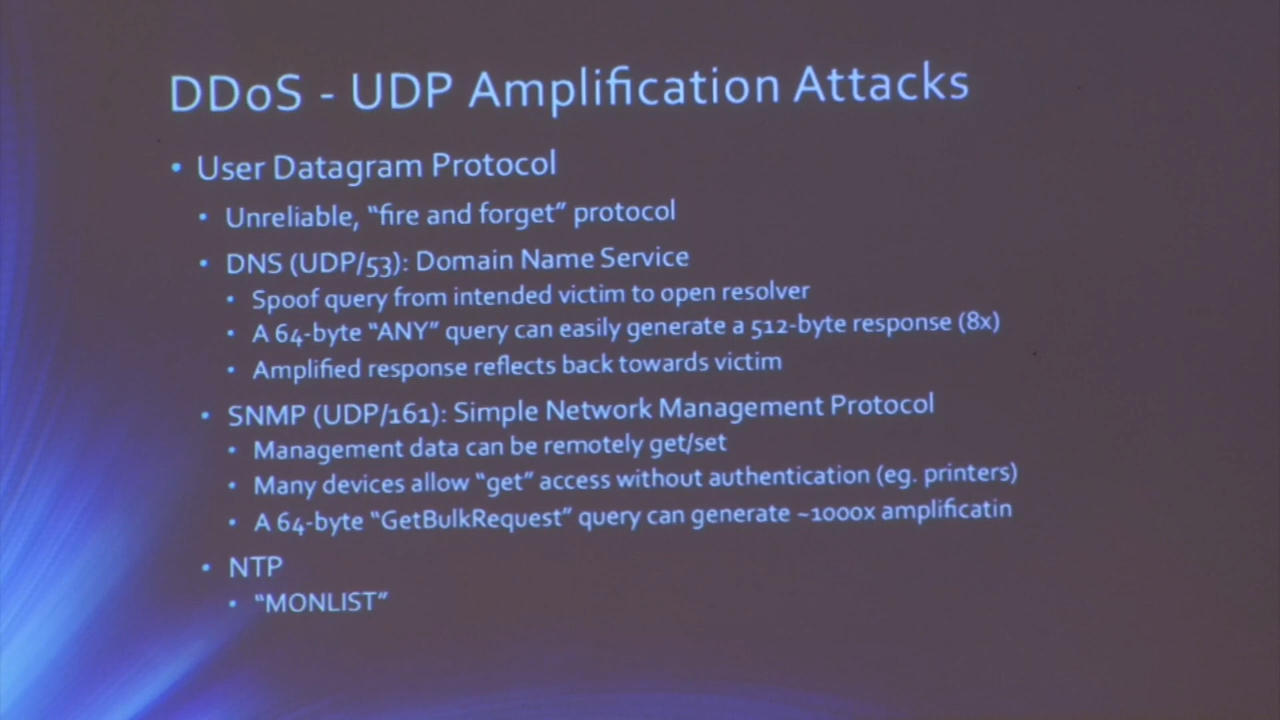 DDoS - UDP Amplification Attacks
• User Datagram Protocol
• Unreliable, “fire and forget” protocol
• DNS (UDP/53): Domain Name Service
• Spoof query from intended victim to open resolver
• A 64-byte “ANY” query can easily generate a 512-byte response (8x)
• Amplified response reflects back towards victim
• SNMP (UDP/161): Simple Network Management Protocol
• Management data can be remotely get/set
• Many devices allow “get” access without authentication (eg. printers)
• A 64-byte “GetBulkRequest” query can generate ~1000x amplificatin
• NTP
• “MONLIST”